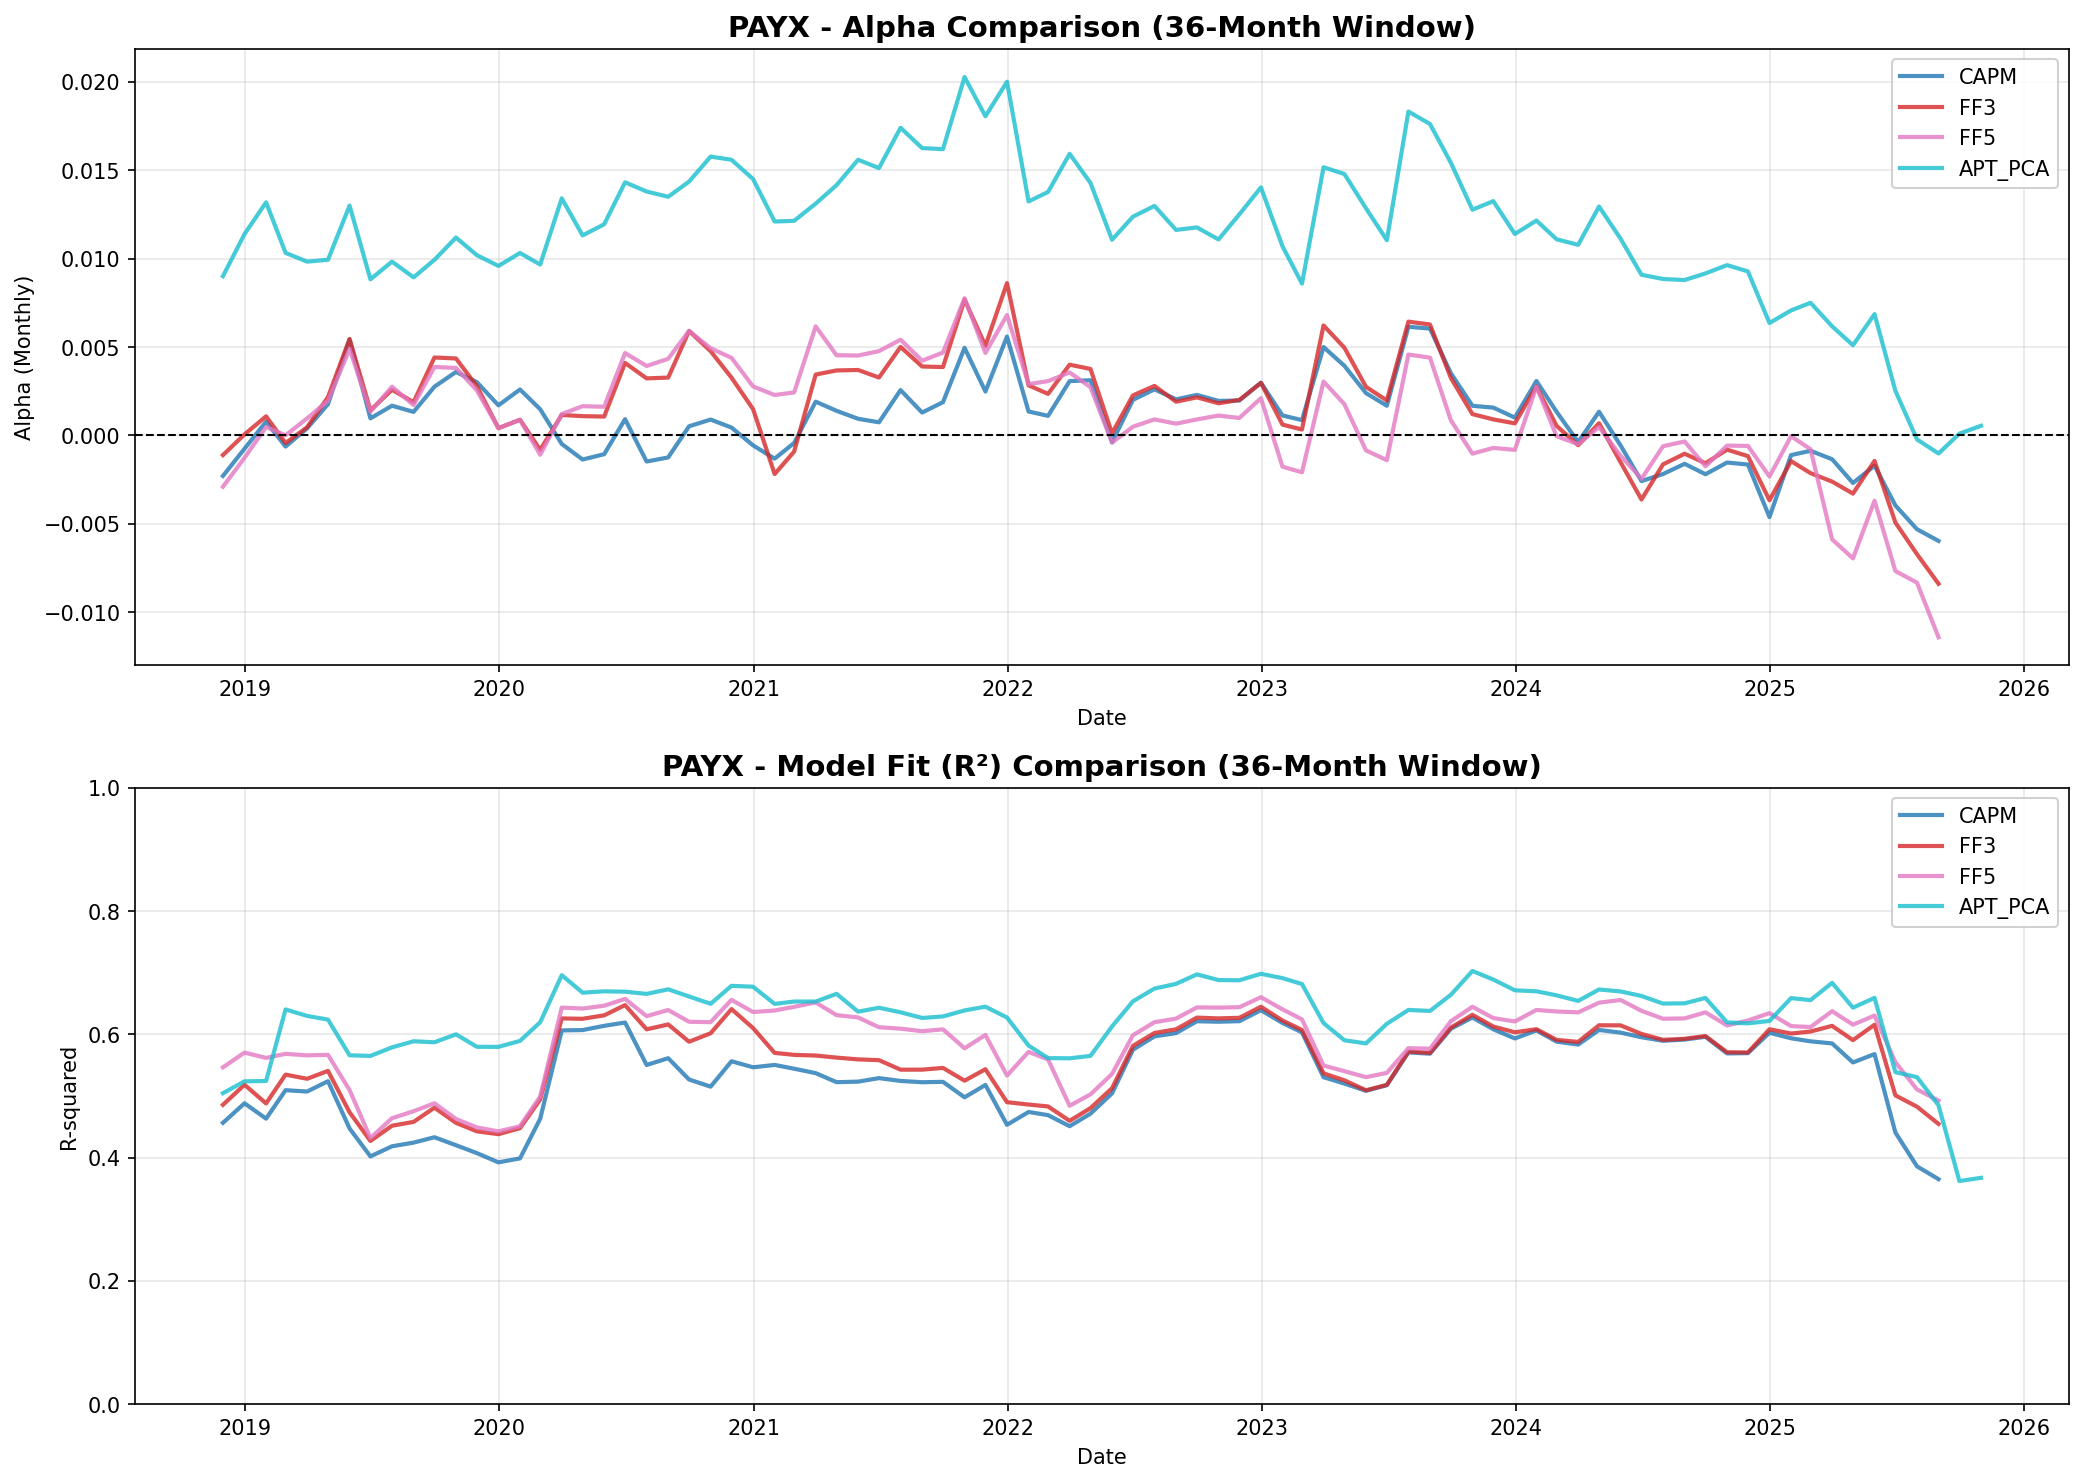 PAYX - Alpha Comparison (36-Month Window)
CAPM
FF3
FF5
APT_PCA
0.020
0.015
0.010
0.005
0.000
−0.005
−0.010
Alpha (Monthly)
2019 2020 2021 2022 2023 2024 2025 2026
Date
PAYX - Model Fit (R²) Comparison (36-Month Window)
CAPM
FF3
FF5
APT_PCA
1.0
0.8
0.6
0.4
0.2
0.0
R-squared
2019 2020 2021 2022 2023 2024 2025 2026
Date